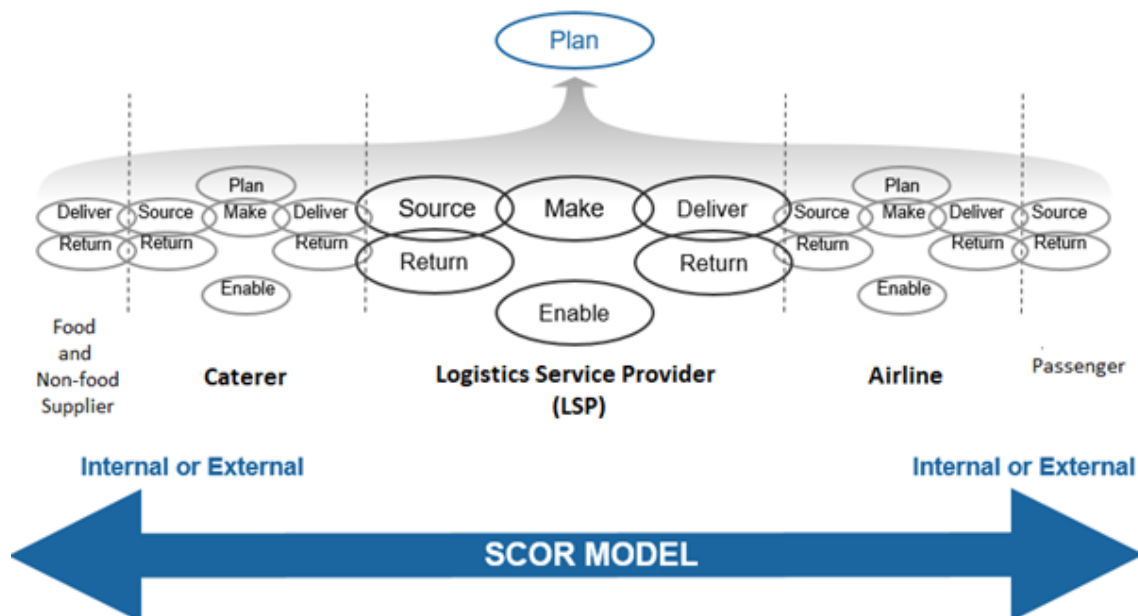 Plan
Plan
Plan
Deliver
Source
Make
Deliver
Source
Make
Deliver
Source
Make
Deliver
Source
Return
Return
Return
Return
Return
Return
Return
Return
Enable
Enable
Enable
Food
and
Non-food
Supplier
Caterer
Logistics Service Provider
(LSP)
Airline
Passenger
Internal or External
Internal or External
SCOR MODEL